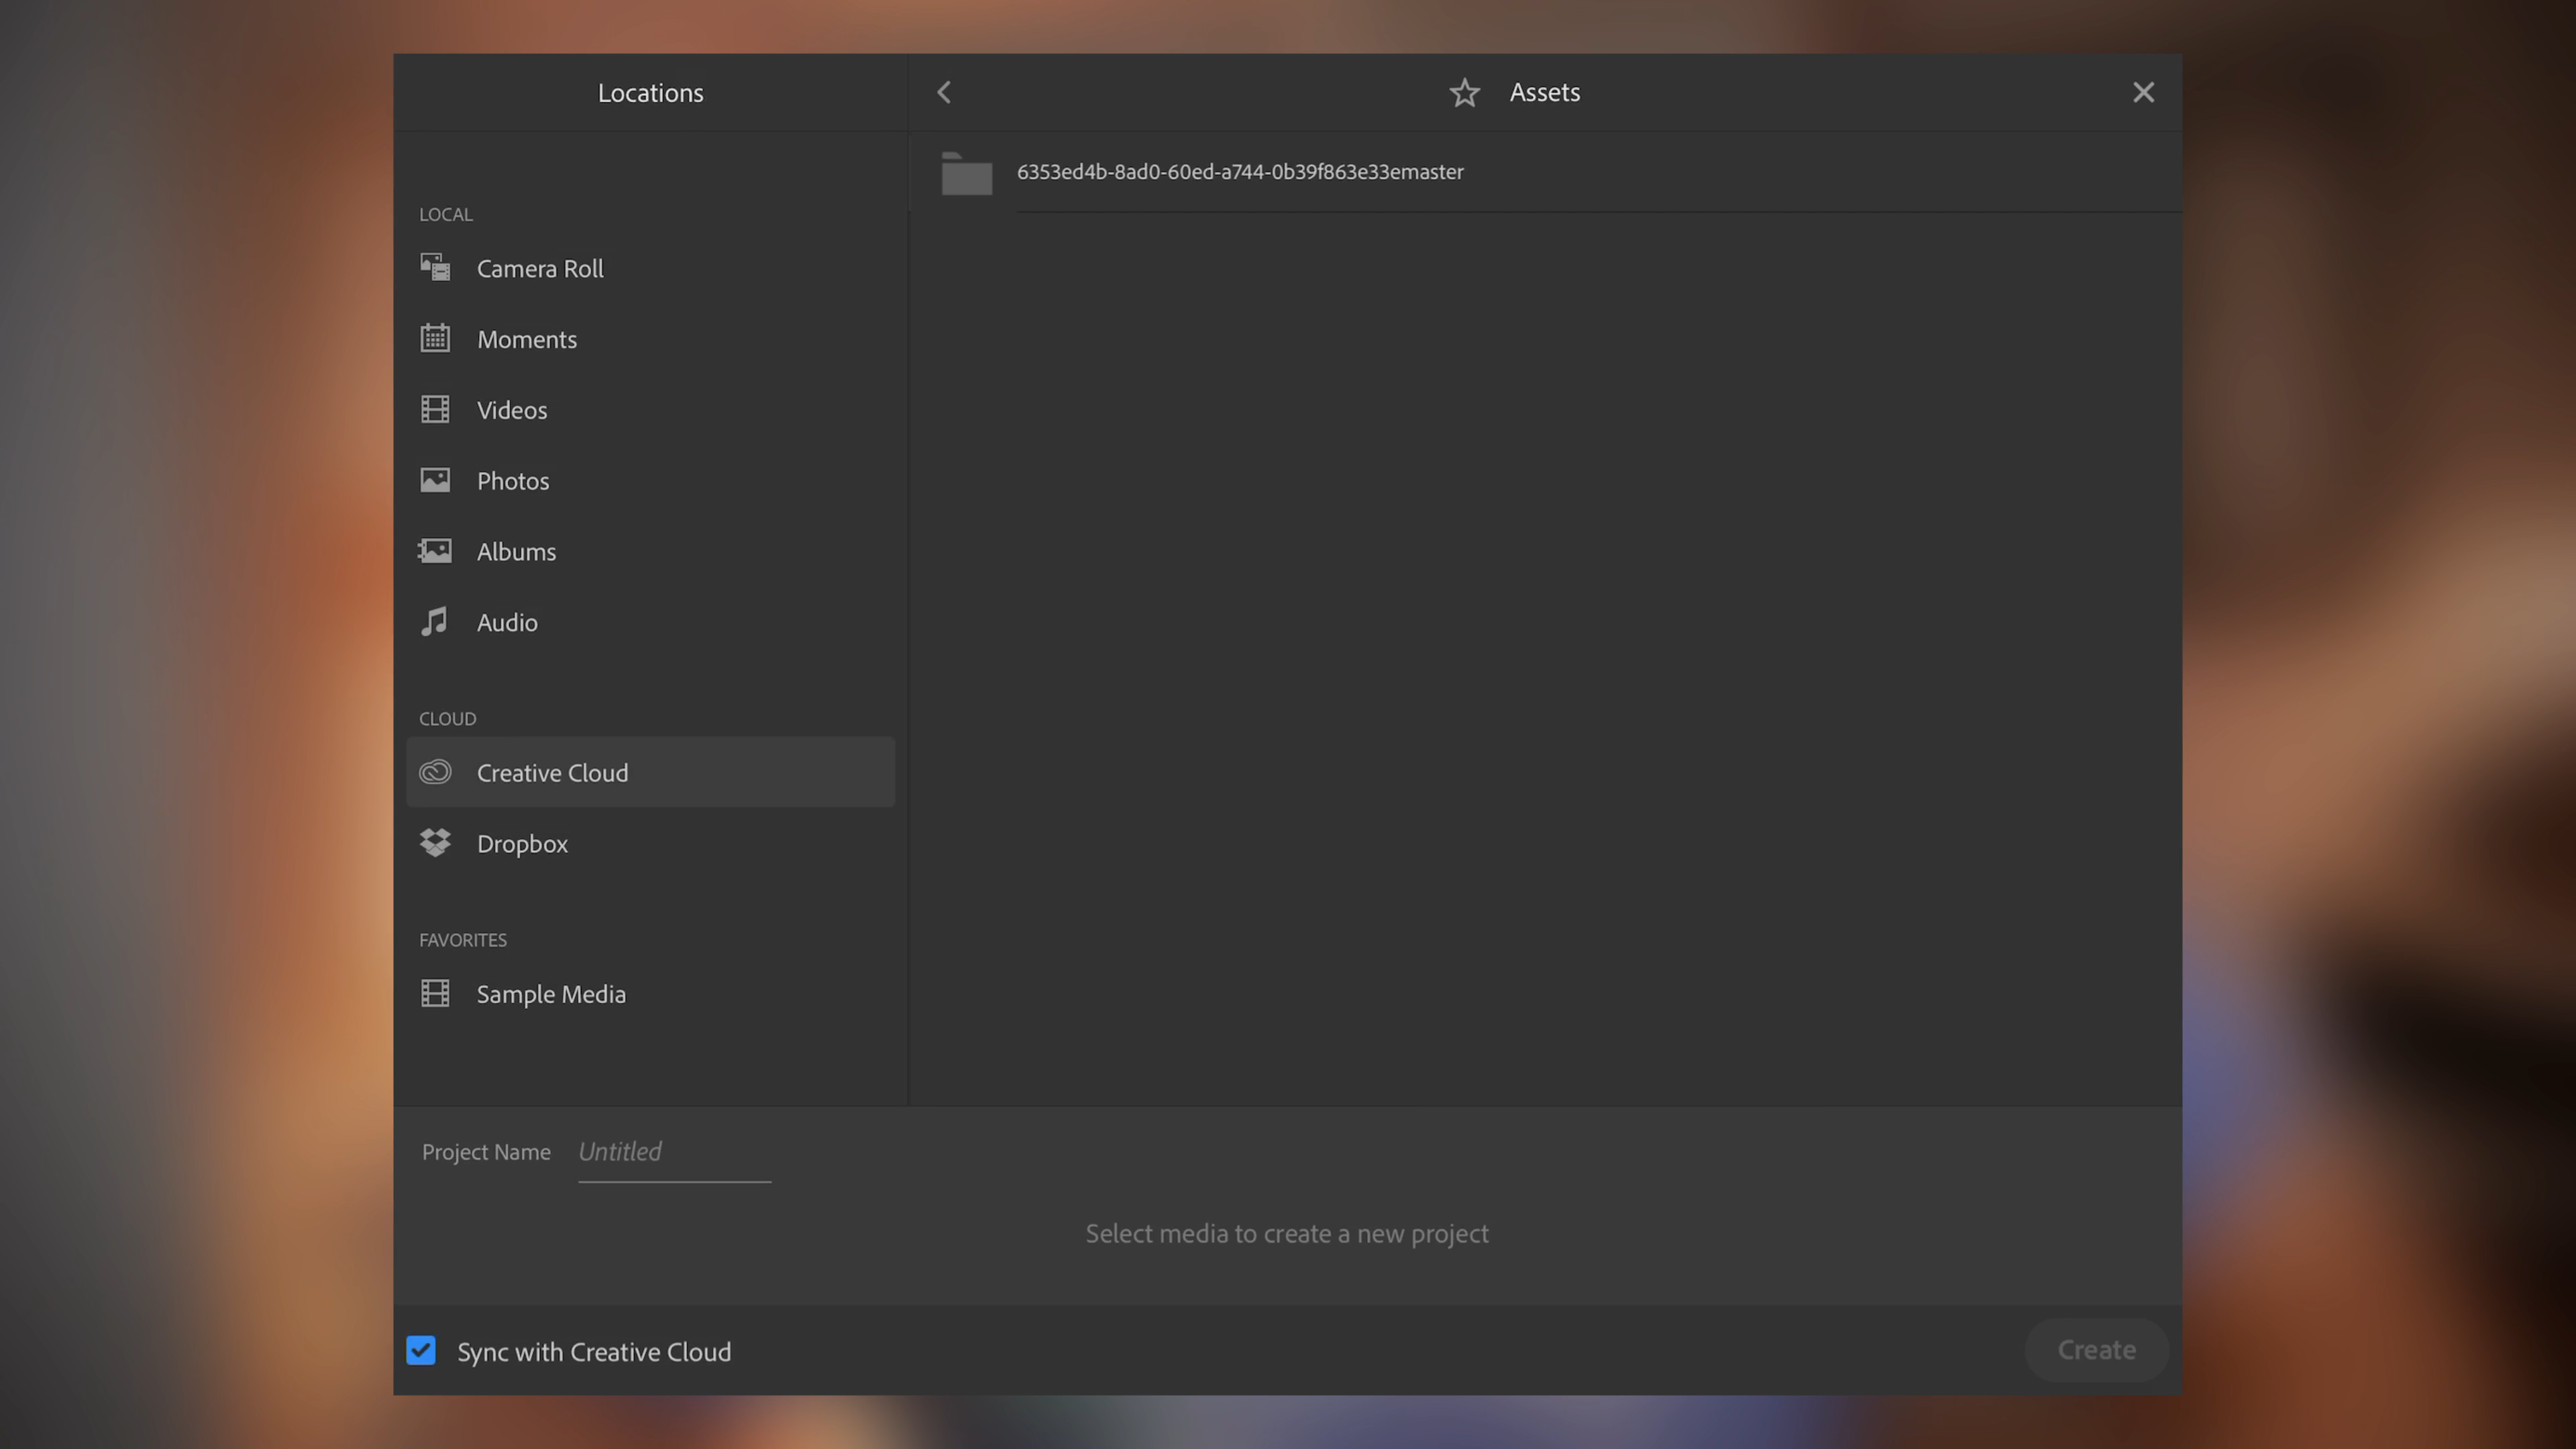 Locations
Assets
6353ed4b-8ad0-60ed-a744-0b39f863e33emaster
LOCAL
Camera Roll
Moments
Videos
Photos
Albums
Audio
CLOUD
Creative Cloud
Dropbox
FAVORITES
Sample Media
Project Name Untitled
Select media to create a new project
Sync with Creative Cloud
Create